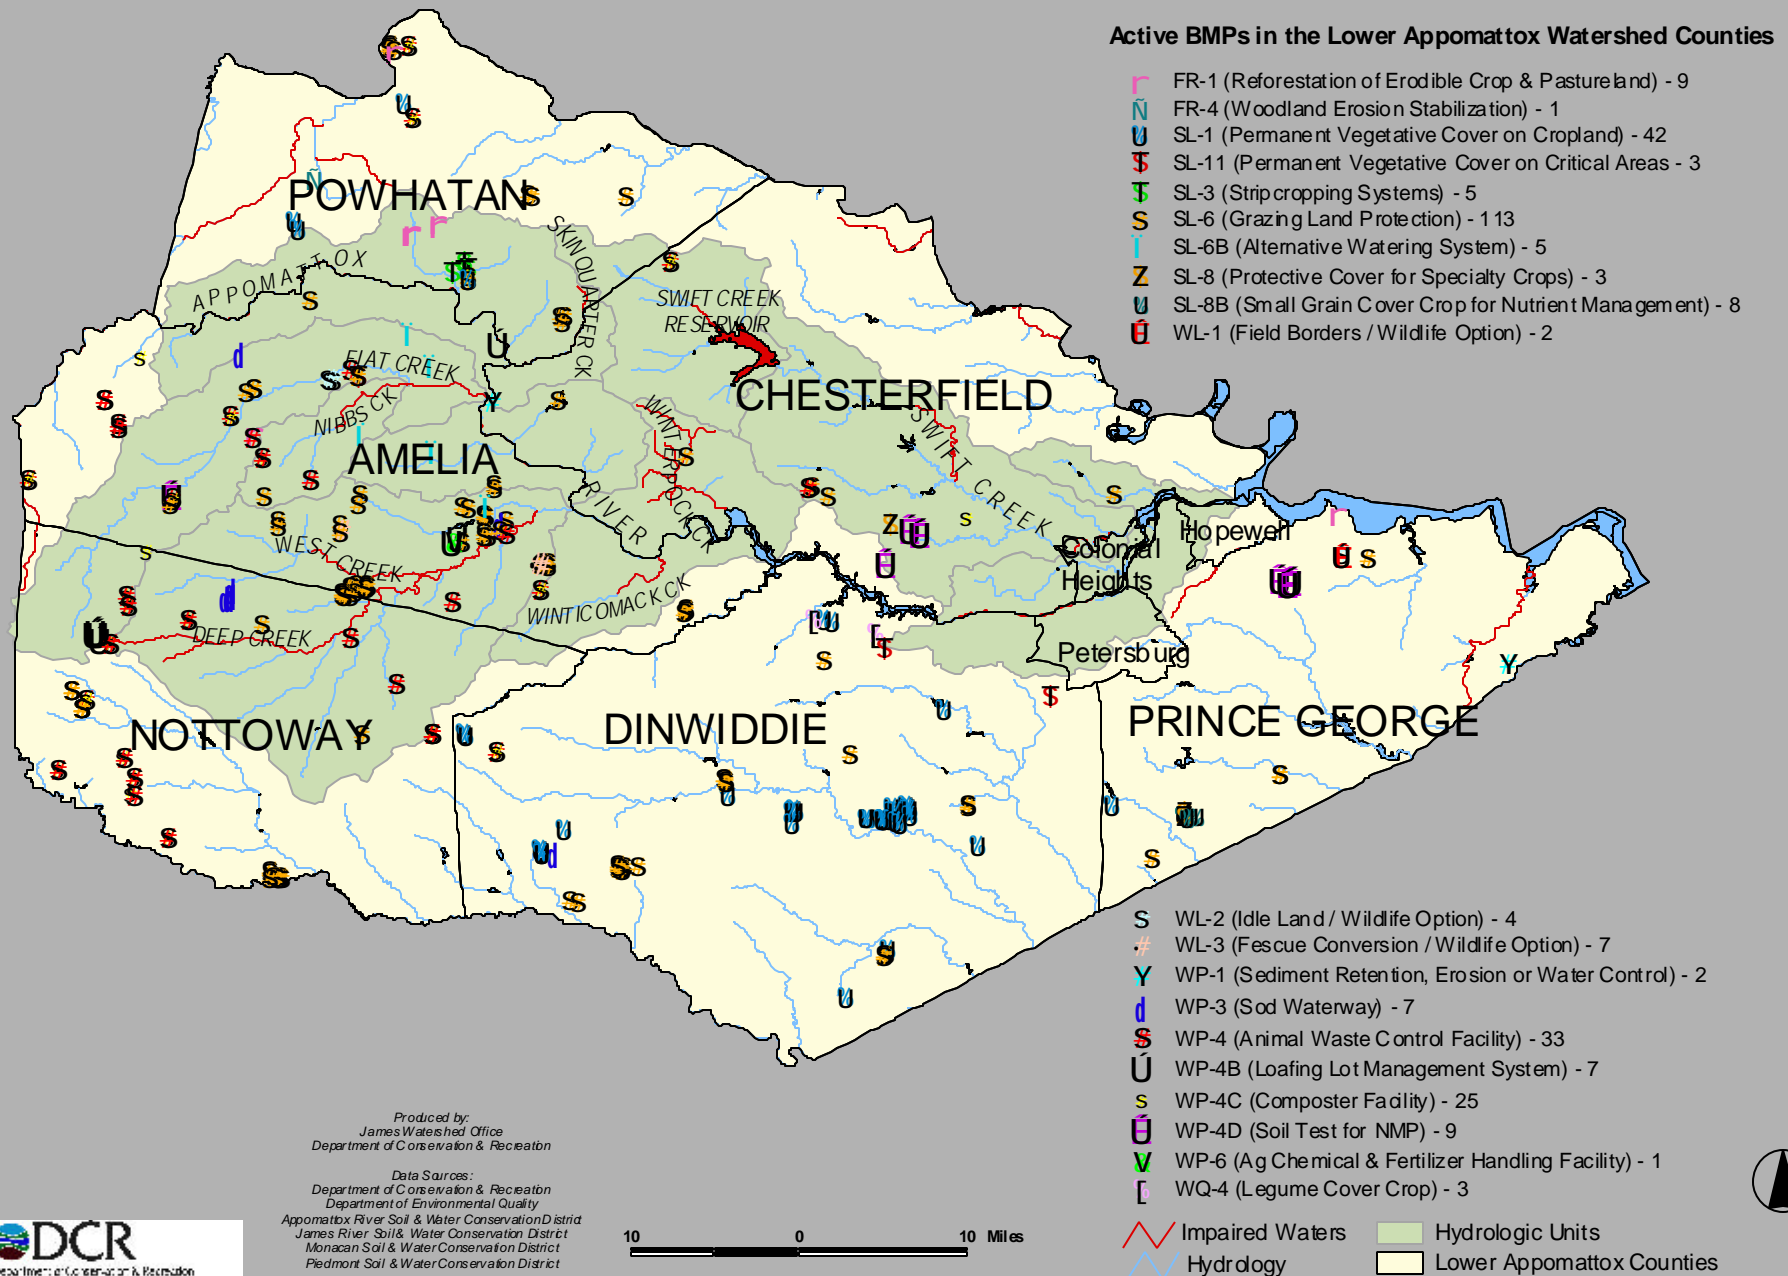 Active BMPs in the Lower Appomattox Watershed Counties
FR-1 (Reforestation of Erodible Crop & Pastureland) - 9
FR-4 (Woodland Erosion Stabilization) - 1
SL-1 (Permanent Vegetative Cover on Cropland) - 42
SL-11 (Permanent Vegetative Cover on Critical Areas - 3
SL-3 (Stripcropping Systems) - 5
SL-6 (Grazing Land Protection) - 113
SL-6B (Alternative Watering System) - 5
SL-8 (Protective Cover for Specialty Crops) - 3
SL-8B (Small Grain Cover Crop for Nutrient Management) - 8
WL-1 (Field Borders / Wildlife Option) - 2
POWHATAN
APPOMATTOX
SKINQUARTER CK
SWIFT CREEK
RESERVOIR
FLAT CREEK
NIBBS CK
CHESTERFIELD
WINTERPOCK CK
SWIFT CREEK
AMELIA
RIVER
Hopewell
Colonial
Heights
WEST CREEK
WINTICOMACK CK
DEEP CREEK
Petersburg
NOTTOWAY
DINWIDDIE
PRINCE GEORGE
WL-2 (Idle Land / Wildlife Option) - 4
WL-3 (Fescue Conversion / Wildlife Option) - 7
WP-1 (Sediment Retention, Erosion or Water Control) - 2
WP-3 (Sod Waterway) - 7
WP-4 (Animal Waste Control Facility) - 33
WP-4B (Loafing Lot Management System) - 7
WP-4C (Composter Facility) - 25
WP-4D (Soil Test for NMP) - 9
WP-6 (Ag Chemical & Fertilizer Handling Facility) - 1
WQ-4 (Legume Cover Crop) - 3
Impaired Waters
Hydrologic Units
Hydrology
Lower Appomattox Counties
Produced by:
James Watershed Office
Department of Conservation & Recreation
Data Sources:
Department of Conservation & Recreation
Department of Environmental Quality
Appomattox River Soil & Water Conservation District
James River Soil & Water Conservation District
Monacan Soil & Water Conservation District
Piedmont Soil & Water Conservation District
10 0 10 Miles
DCR
Department of Conservation & Recreation